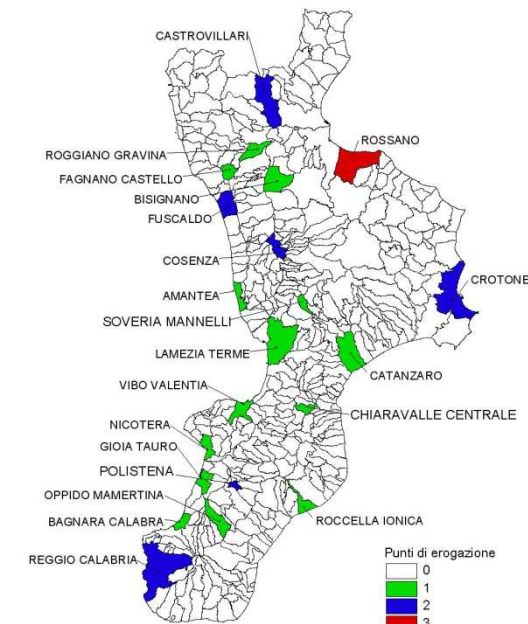 CASTROVILLARI
ROSSANO
ROGGIANO GRAVINA
FAGNANO CASTELLO
BISIGNANO
FUSCALDO
COSENZA
CROTONE
AMANTEA
SOVERIA MANNELLI
LAMEZIA TERME
CATANZARO
VIBO VALENTIA
CHIARAVALLE CENTRALE
NICOTERA
GIOIA TAURO
POLISTENA
OPPIDO MAMERTINA
BAGNARA CALABRA
ROCCELLA IONICA
REGGIO CALABRIA
Punti di erogazione
0
1
2
3